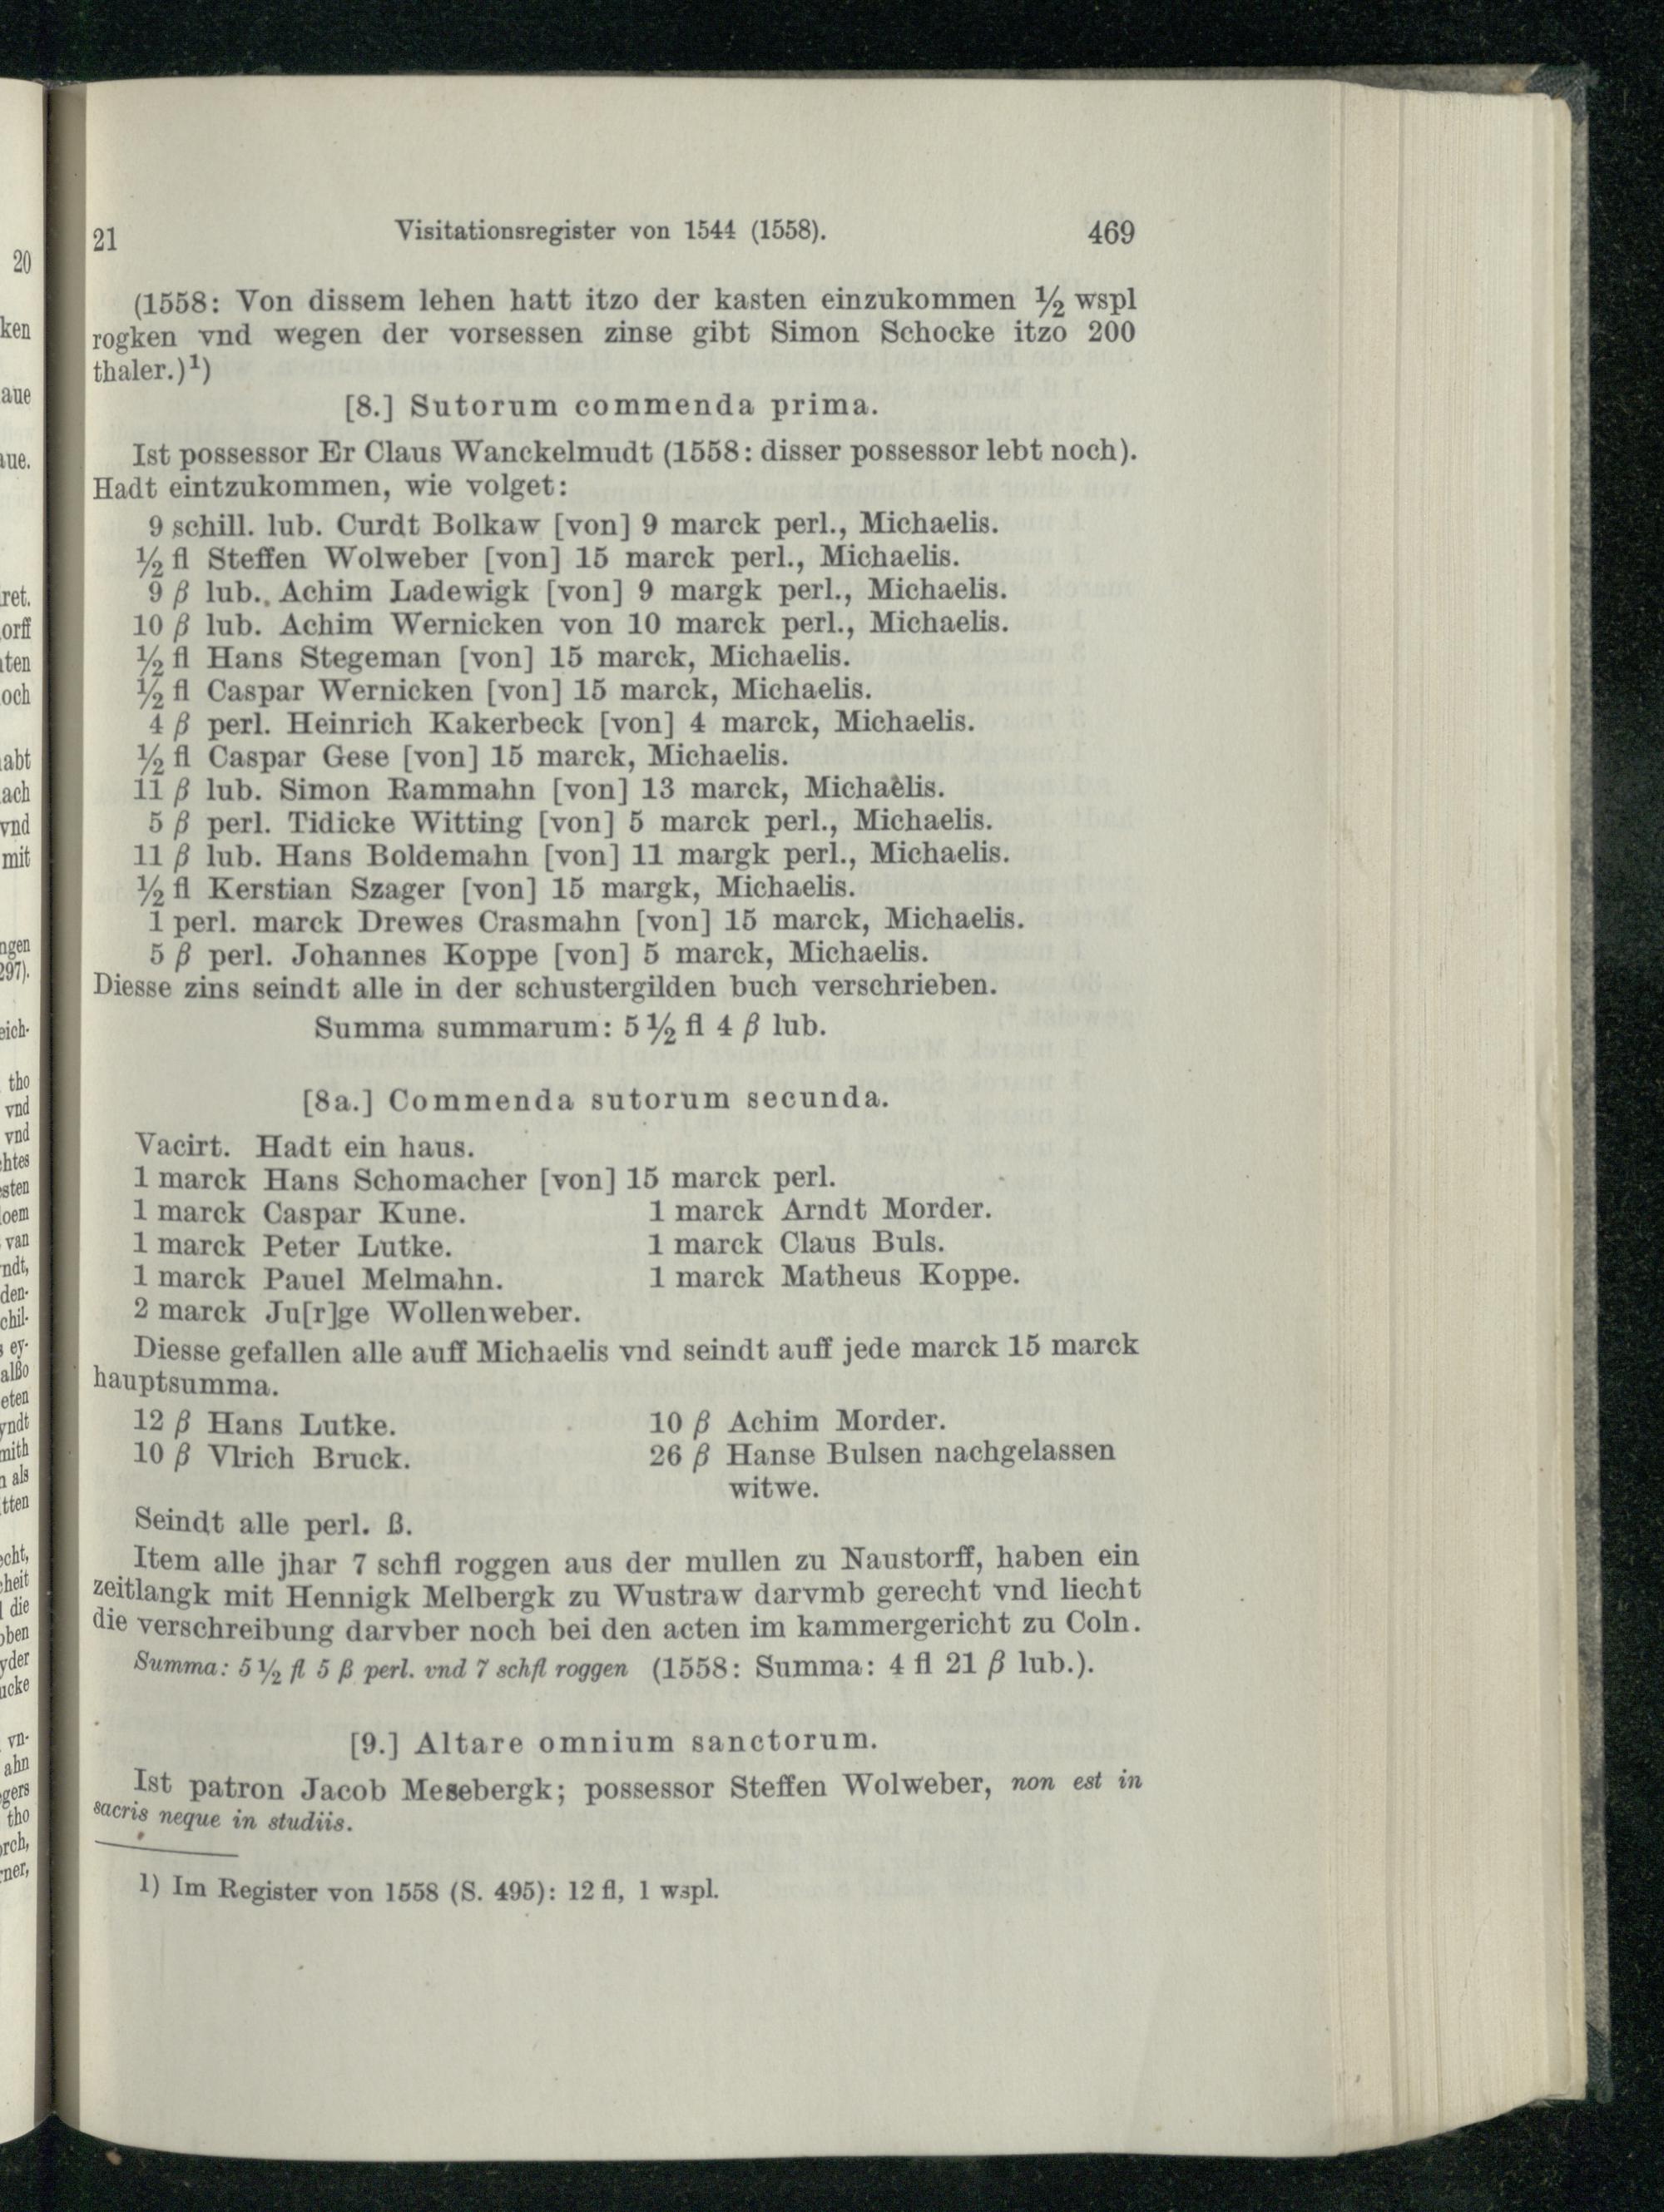 21 Visitationsregister von 1544 (1558). 469
(1558: Von dissem lehen hatt itzo der kasten einzukommen ½ wspl
rogken vnd wegen der vorsessen zinse gibt Simon Schocke itzo 200
thaler.)¹)
[8.] Sutorum commenda prima.
Ist possessor Er Claus Wanckelmudt (1558: disser possessor lebt noch).
Hadt eintzukommen, wie volget:
9 schill. lub. Curdt Bolkaw [von] 9 marck perl., Michaelis.
½ fl Steffen Wolweber [von] 15 marck perl., Michaelis.
9 β lub., Achim Ladewigk [von] 9 margk perl., Michaelis.
10 β lub. Achim Wernicken von 10 marck perl., Michaelis.
½ fl Hans Stegeman [von] 15 marck, Michaelis.
½ fl Caspar Wernicken [von] 15 marck, Michaelis.
4 β perl. Heinrich Kakerbeck [von] 4 marck, Michaelis.
½ fl Caspar Gese [von] 15 marck, Michaelis.
11 β lub. Simon Rammahn [von] 13 marck, Michaelis.
5 β perl. Tidicke Witting [von] 5 marck perl., Michaelis.
11 β lub. Hans Boldemahn [von] 11 margk perl., Michaelis.
½ fl Kerstian Szager [von] 15 margk, Michaelis.
1 perl. marck Drewes Crasmahn [von] 15 marck, Michaelis.
5 β perl. Johannes Koppe [von] 5 marck, Michaelis.
Diesse zins seindt alle in der schustergilden buch verschrieben.
Summa summarum: 5½ fl 4 β lub.
[8a.] Commenda sutorum secunda.
Vacirt. Hadt ein haus.
1 marck Hans Schomacher [von] 15 marck perl.
1 marck Caspar Kune. 1 marck Arndt Morder.
1 marck Peter Lutke. 1 marck Claus Buls.
1 marck Pauel Melmahn. 1 marck Matheus Koppe.
2 marck Ju[r]ge Wollenweber.
Diesse gefallen alle auff Michaelis vnd seindt auff jede marck 15 marck
hauptsumma.
12 β Hans Lutke. 10 β Achim Morder.
10 β Vlrich Bruck. 26 β Hanse Bulsen nachgelassen
witwe.
Seindt alle perl. ß.
Item alle jhar 7 schfl roggen aus der mullen zu Naustorff, haben ein
zeitlangk mit Hennigk Melbergk zu Wustraw darvmb gerecht vnd liecht
die verschreibung darvber noch bei den acten im kammergericht zu Coln.
Summa: 5½ fl 5 ß perl. vnd 7 schfl roggen (1558: Summa: 4 fl 21 β lub.).
[9.] Altare omnium sanctorum.
Ist patron Jacob Mesebergk; possessor Steffen Wolweber, non est in
sacris neque in studiis.
1) Im Register von 1558 (S. 495): 12 fl, 1 wspl.